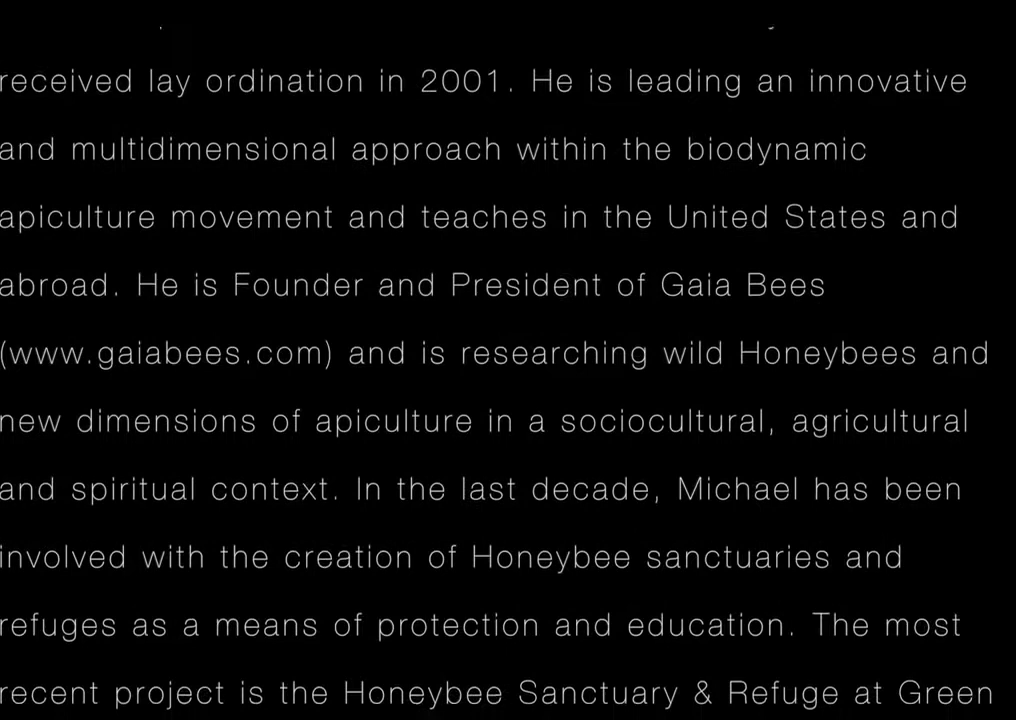 received lay ordination in 2001. He is leading an innovative
and multidimensional approach within the biodynamic
apiculture movement and teaches in the United States and
abroad. He is Founder and President of Gaia Bees
(www.gaiabees.com) and is researching wild Honeybees and
new dimensions of apiculture in a sociocultural, agricultural
and spiritual context. In the last decade, Michael has been
involved with the creation of Honeybee sanctuaries and
refuges as a means of protection and education. The most
recent project is the Honeybee Sanctuary & Refuge at Green